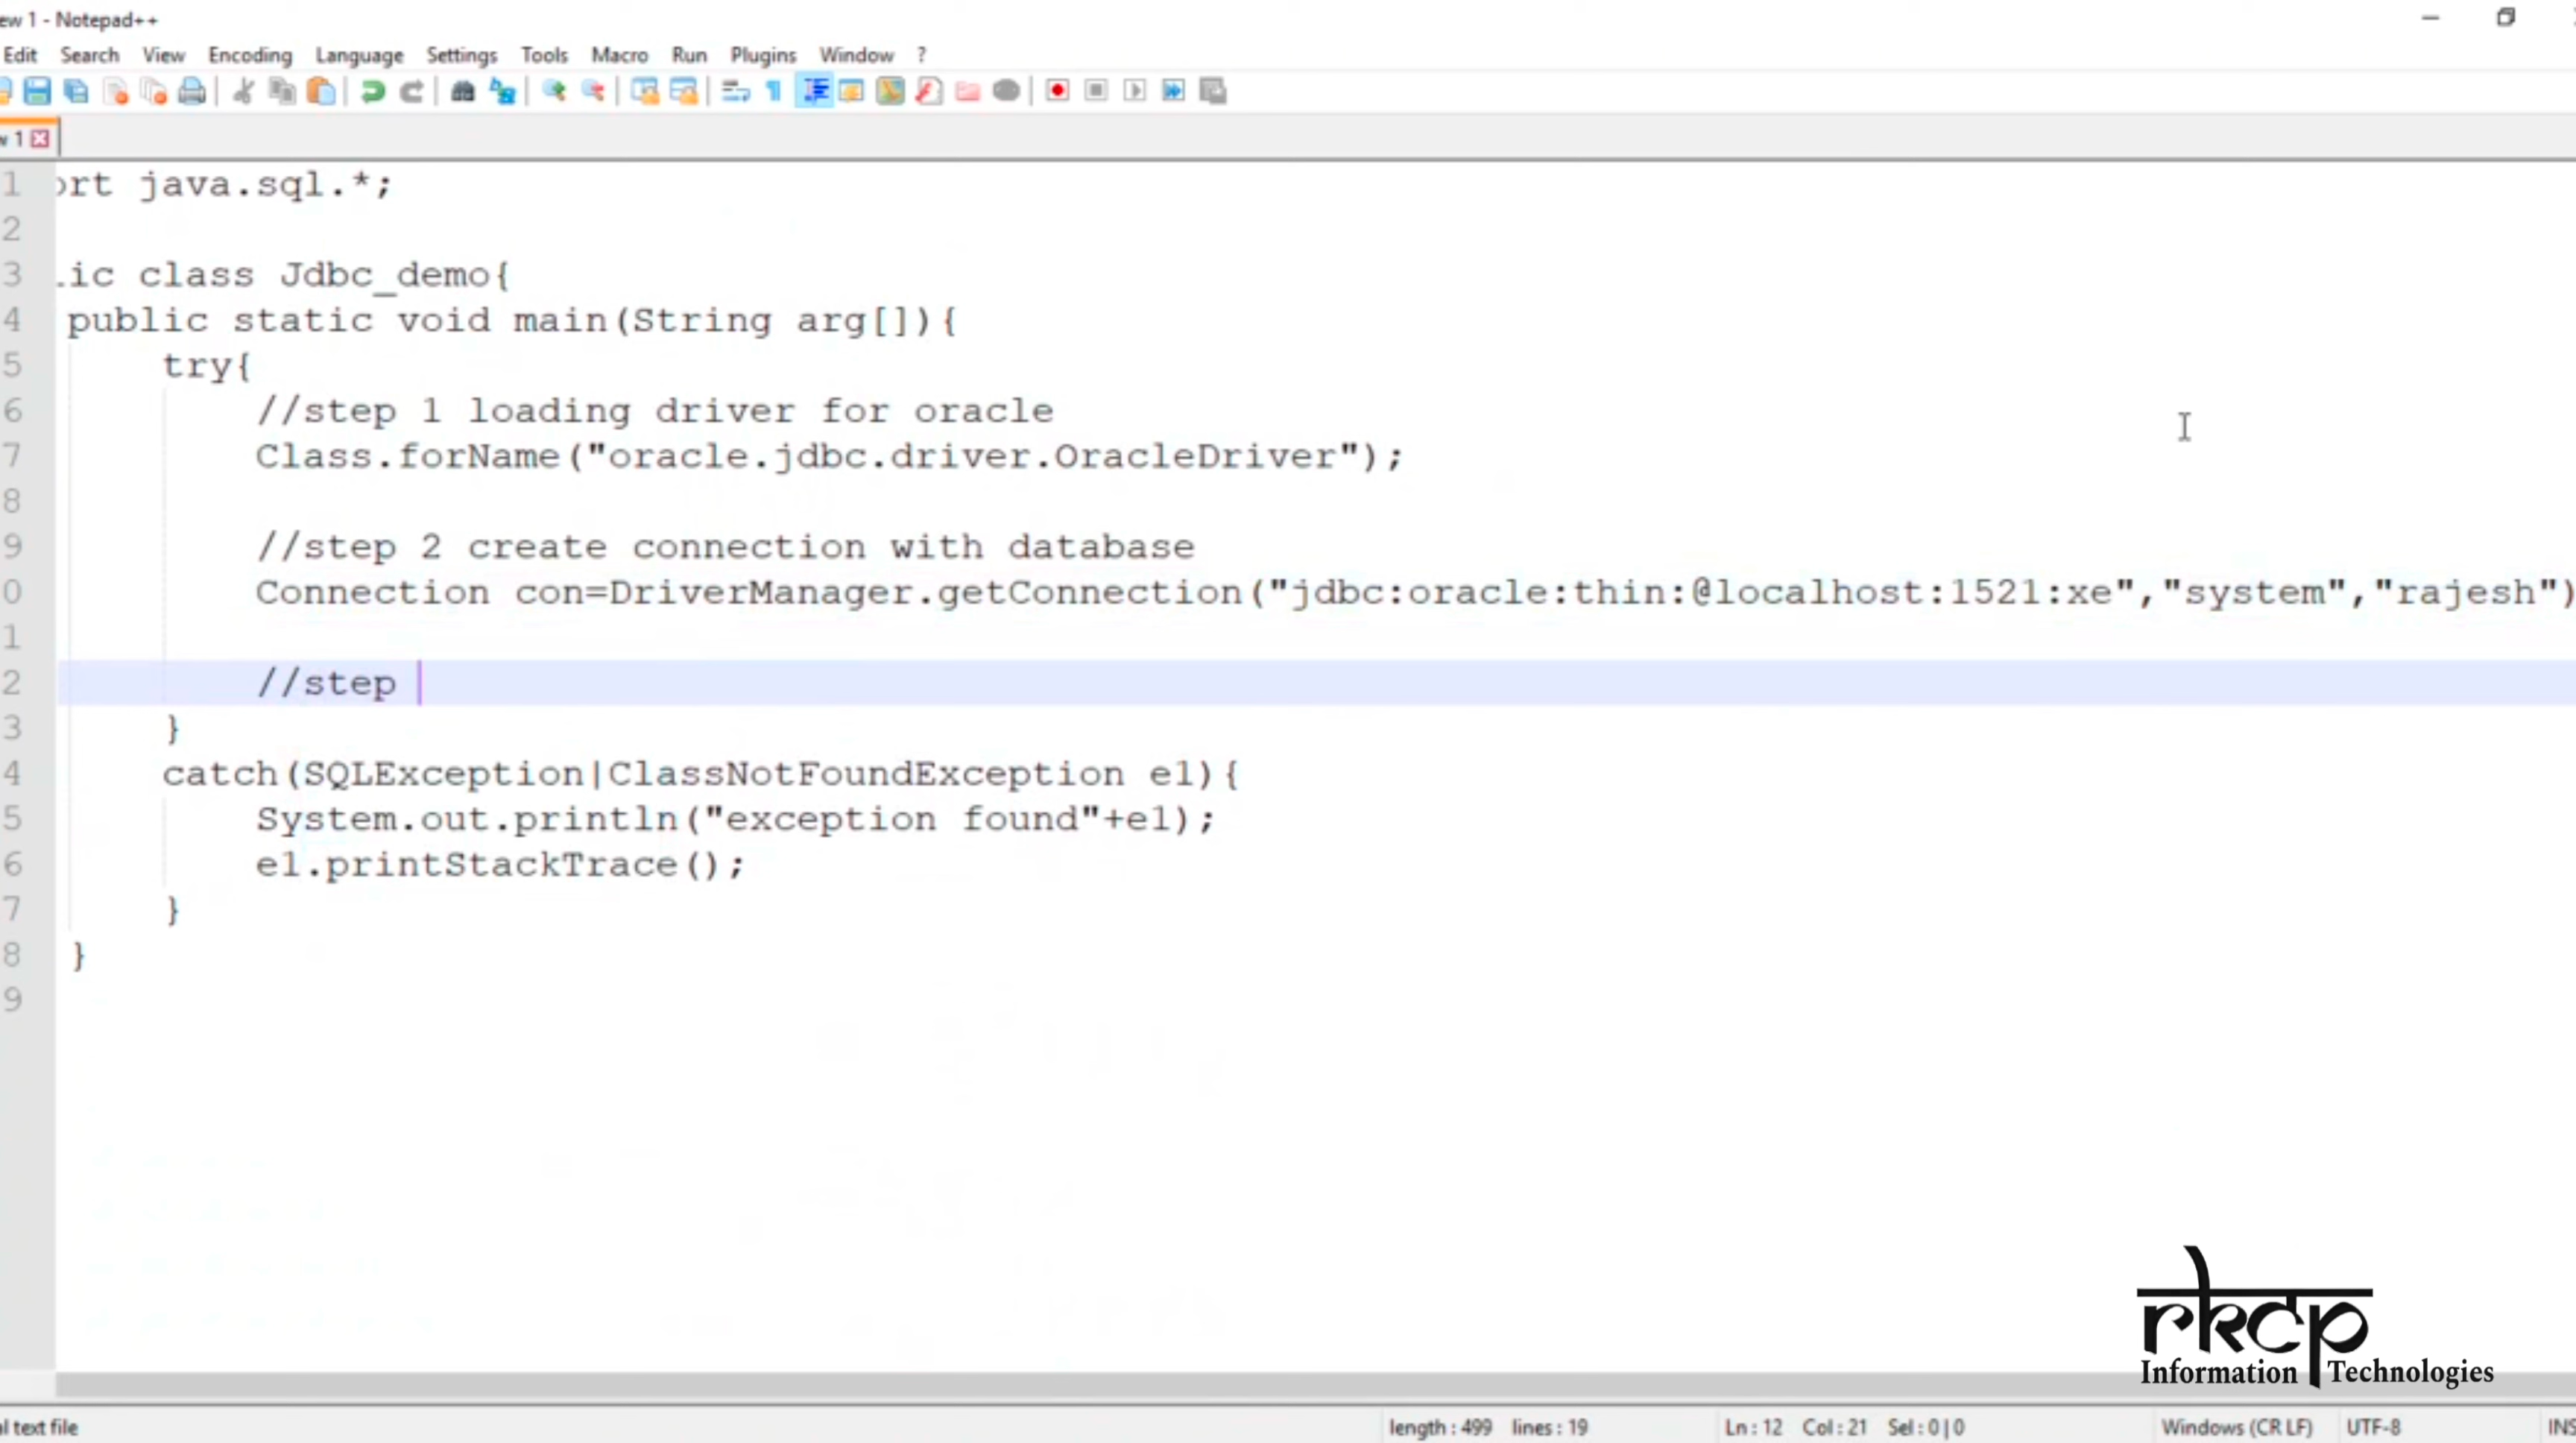 ew 1 - Notepad++
Edit Search View Encoding Language Settings Tools Macro Run Plugins Window ?
w 1
1 ort java.sql.*;
2
3 lic class Jdbc_demo{
4 public static void main(String arg[]){
5 try{
6 //step 1 loading driver for oracle
7 Class.forName("oracle.jdbc.driver.OracleDriver");
8
9 //step 2 create connection with database
0 Connection con=DriverManager.getConnection("jdbc:oracle:thin:@localhost:1521:xe","system","rajesh")
1
2 //step
3 }
4 catch(SQLException|ClassNotFoundException e1){
5 System.out.println("exception found"+e1);
6 e1.printStackTrace();
7 }
8 }
9
rkcp
Information Technologies
l text file length : 499 lines : 19 Ln : 12 Col : 21 Sel : 0 | 0 Windows (CR LF) UTF-8 INS